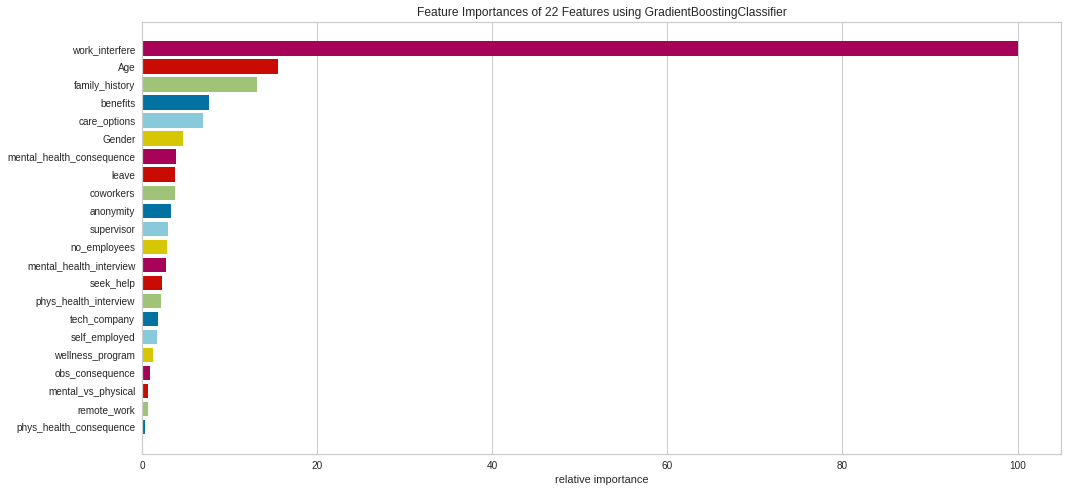 Feature Importances of 22 Features using GradientBoostingClassifier
work_interfere
Age
family_history
benefits
care_options
Gender
mental_health_consequence
leave
coworkers
anonymity
supervisor
no_employees
mental_health_interview
seek_help
phys_health_interview
tech_company
self_employed
wellness_program
obs_consequence
mental_vs_physical
remote_work
phys_health_consequence
0 20 40 60 80 100
relative importance